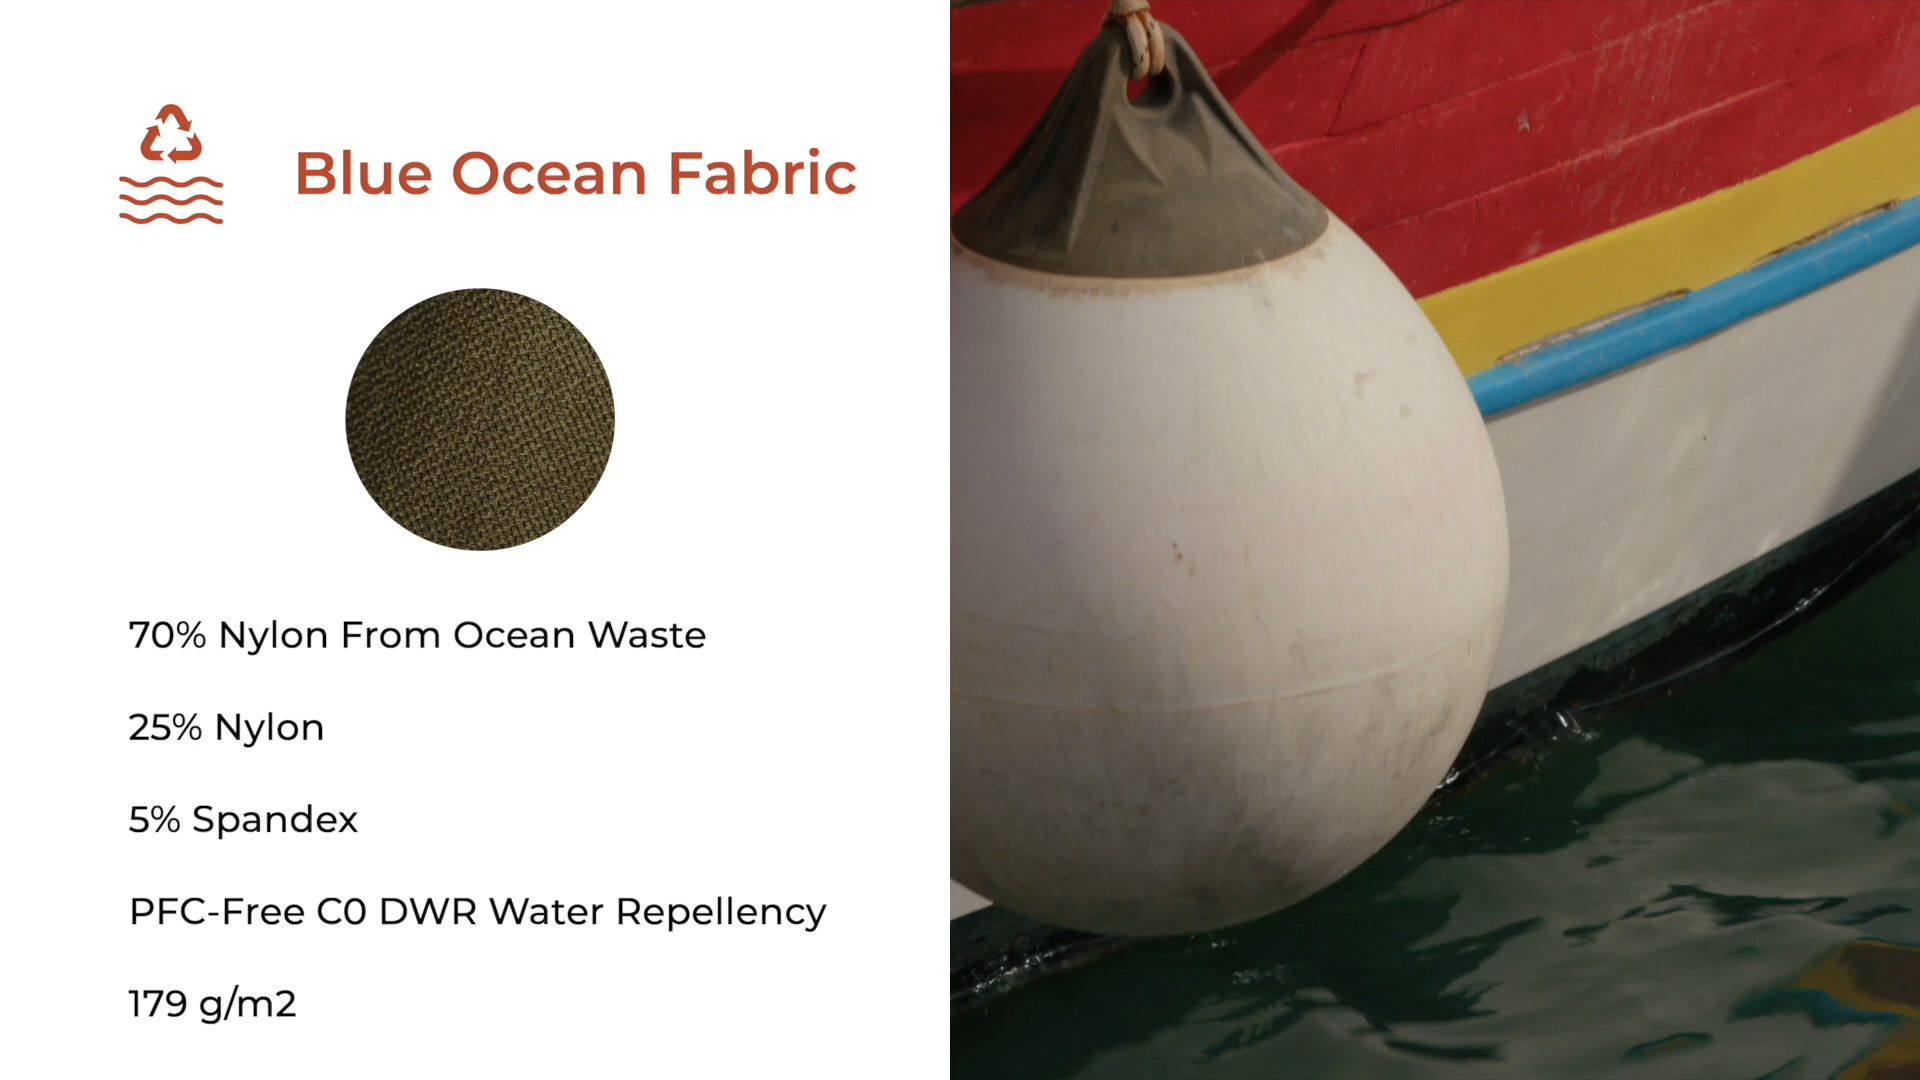 Blue Ocean Fabric
70% Nylon From Ocean Waste
25% Nylon
5% Spandex
PFC-Free C0 DWR Water Repellency
179 g/m2